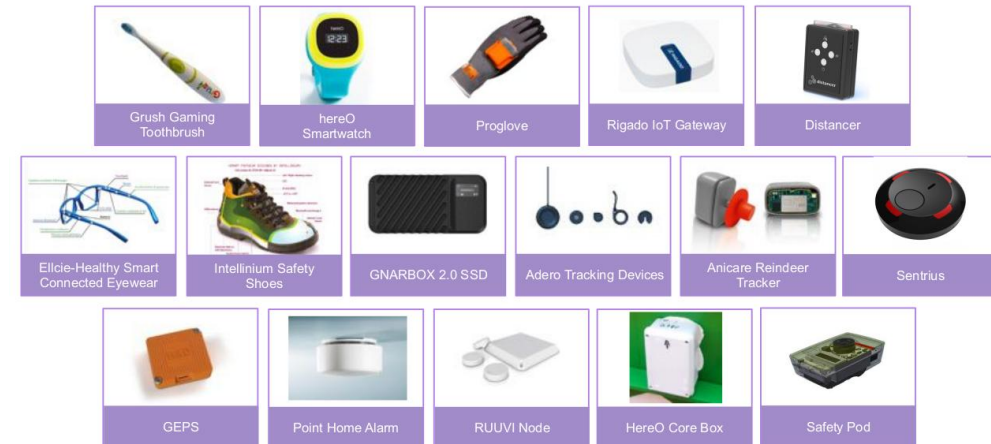 Grush Gaming
Toothbrush
hereO
Smartwatch
Proglove
Rigado IoT Gateway
Distancer
Ellcie-Healthy Smart
Connected Eyewear
Intellinium Safety
Shoes
GNARBOX 2.0 SSD
Adero Tracking Devices
Anicare Reindeer
Tracker
Sentrius
GEPS
Point Home Alarm
RUUVI Node
HereO Core Box
Safety Pod